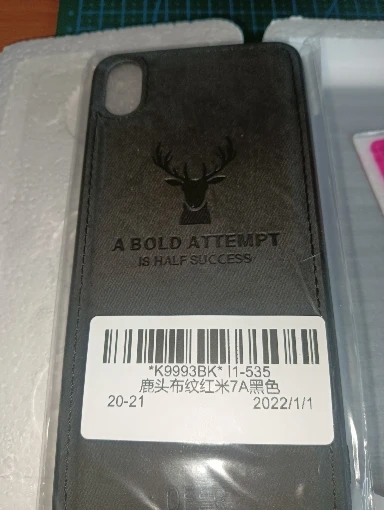 A BOLD ATTEMPT
IS HALF SUCCESS
*K9993BK* I1-535
鹿头布纹红米7A黑色
20-21 2022/1/1